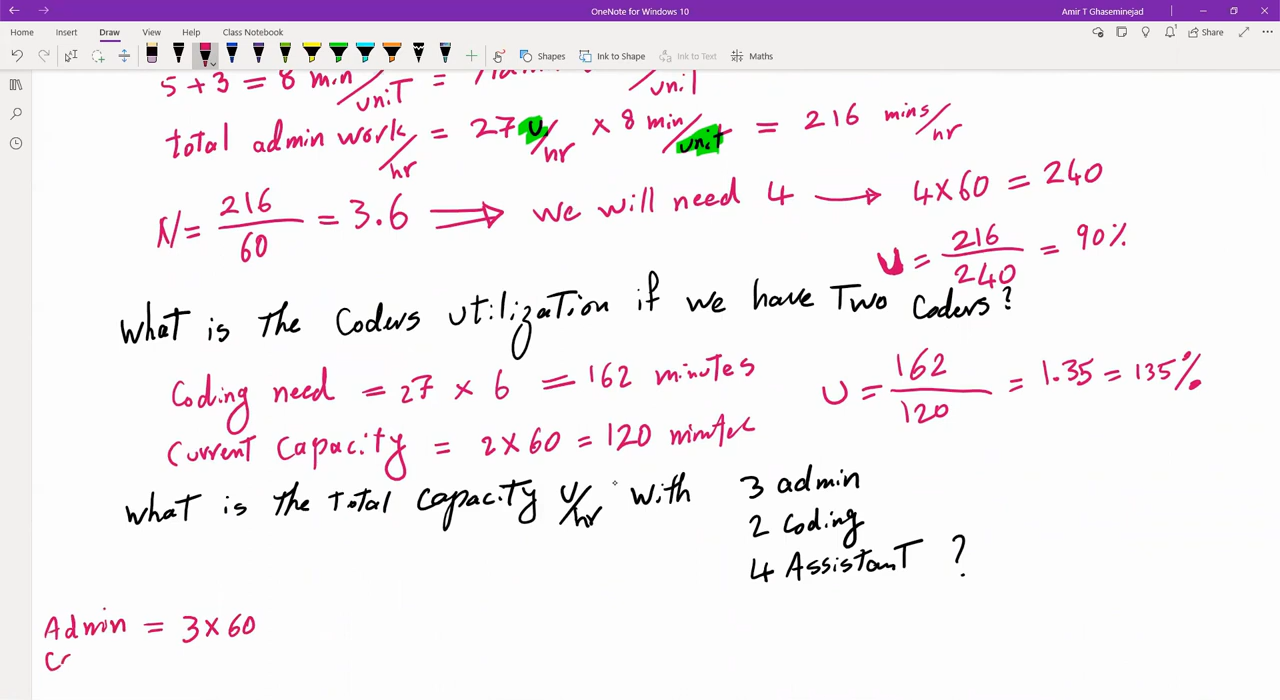 OneNote for Windows 10
Amir T Ghaseminejad
Home Insert Draw View Help Class Notebook
Share
Shapes Ink to Shape Ink to Text Maths
5 + 3 = 8 min/unit =
/unit
total admin work/hr = 27 u/hr × 8 min/unit = 216 mins/hr
N = 216/60 = 3.6 ⟹ we will need 4 → 4×60 = 240
U = 216/240 = 90%
What is the Coders utilization if we have Two Coders?
Coding need = 27 × 6 = 162 minutes
U = 162/120 = 1.35 = 135%
Current Capacity = 2×60 = 120 minutes
What is the total capacity U/hr with 3 admin
2 Coding
4 Assistant ?
Admin = 3×60